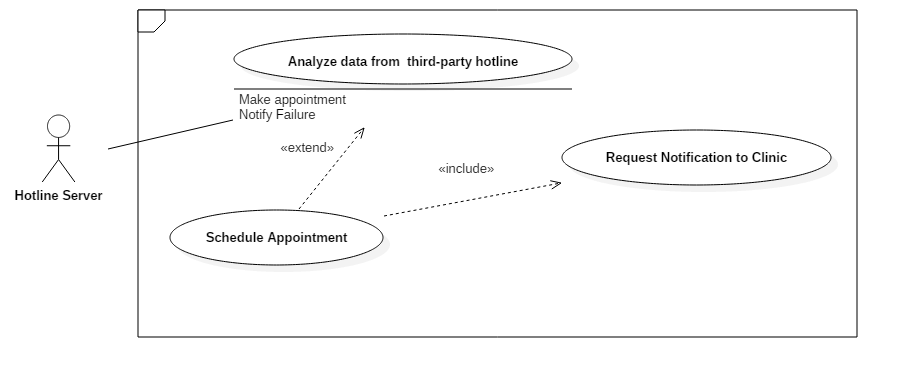 Analyze data from  third-party hotline
Make appointment
Notify Failure
«extend»
«include»
Request Notification to Clinic
Hotline Server
Schedule Appointment